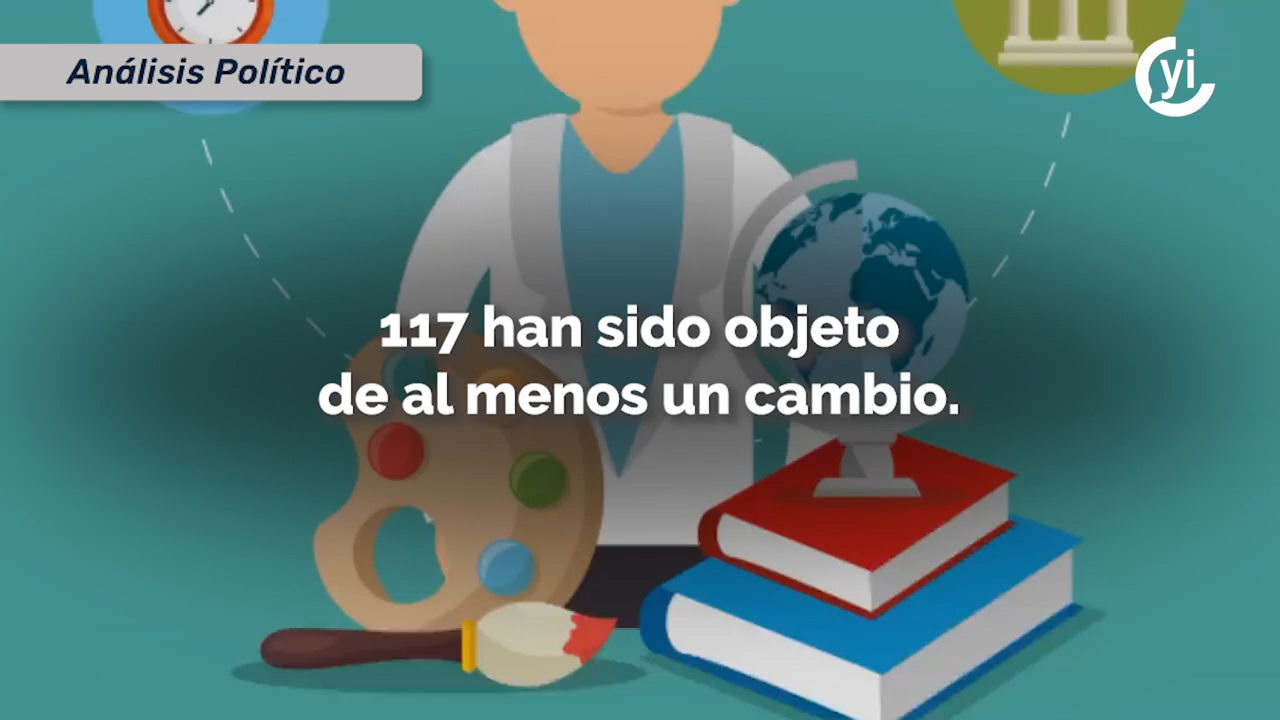 Análisis Político
yi
117 han sido objeto
de al menos un cambio.